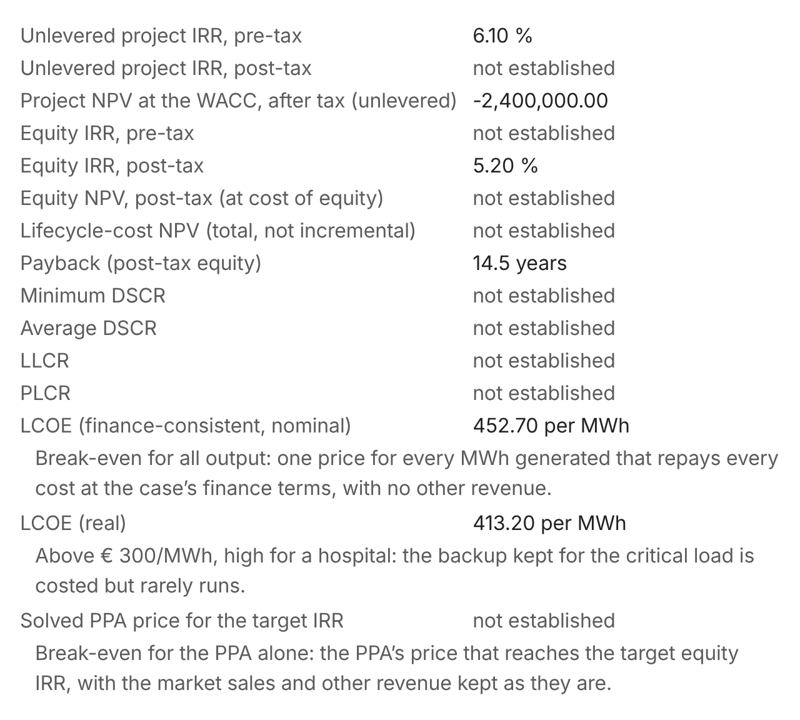 Unlevered project IRR, pre-tax 6.10 %
Unlevered project IRR, post-tax not established
Project NPV at the WACC, after tax (unlevered) -2,400,000.00
Equity IRR, pre-tax not established
Equity IRR, post-tax 5.20 %
Equity NPV, post-tax (at cost of equity) not established
Lifecycle-cost NPV (total, not incremental) not established
Payback (post-tax equity) 14.5 years
Minimum DSCR not established
Average DSCR not established
LLCR not established
PLCR not established
LCOE (finance-consistent, nominal) 452.70 per MWh
Break-even for all output: one price for every MWh generated that repays every
cost at the case’s finance terms, with no other revenue.
LCOE (real) 413.20 per MWh
Above € 300/MWh, high for a hospital: the backup kept for the critical load is
costed but rarely runs.
Solved PPA price for the target IRR not established
Break-even for the PPA alone: the PPA’s price that reaches the target equity
IRR, with the market sales and other revenue kept as they are.